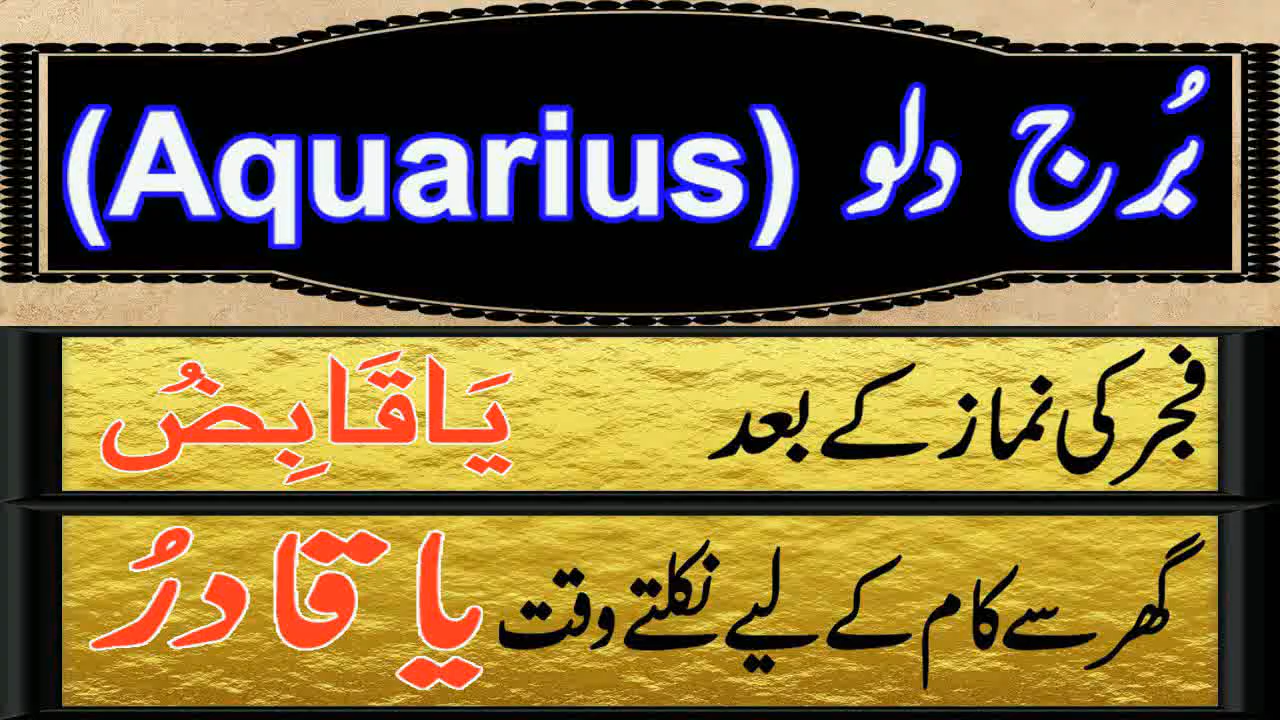 بُرج دلو (Aquarius)
فجر کی نماز کے بعد یَاقَابِضُ
گھر سے کام کے لیے نکلتے وقت یا قادرُ